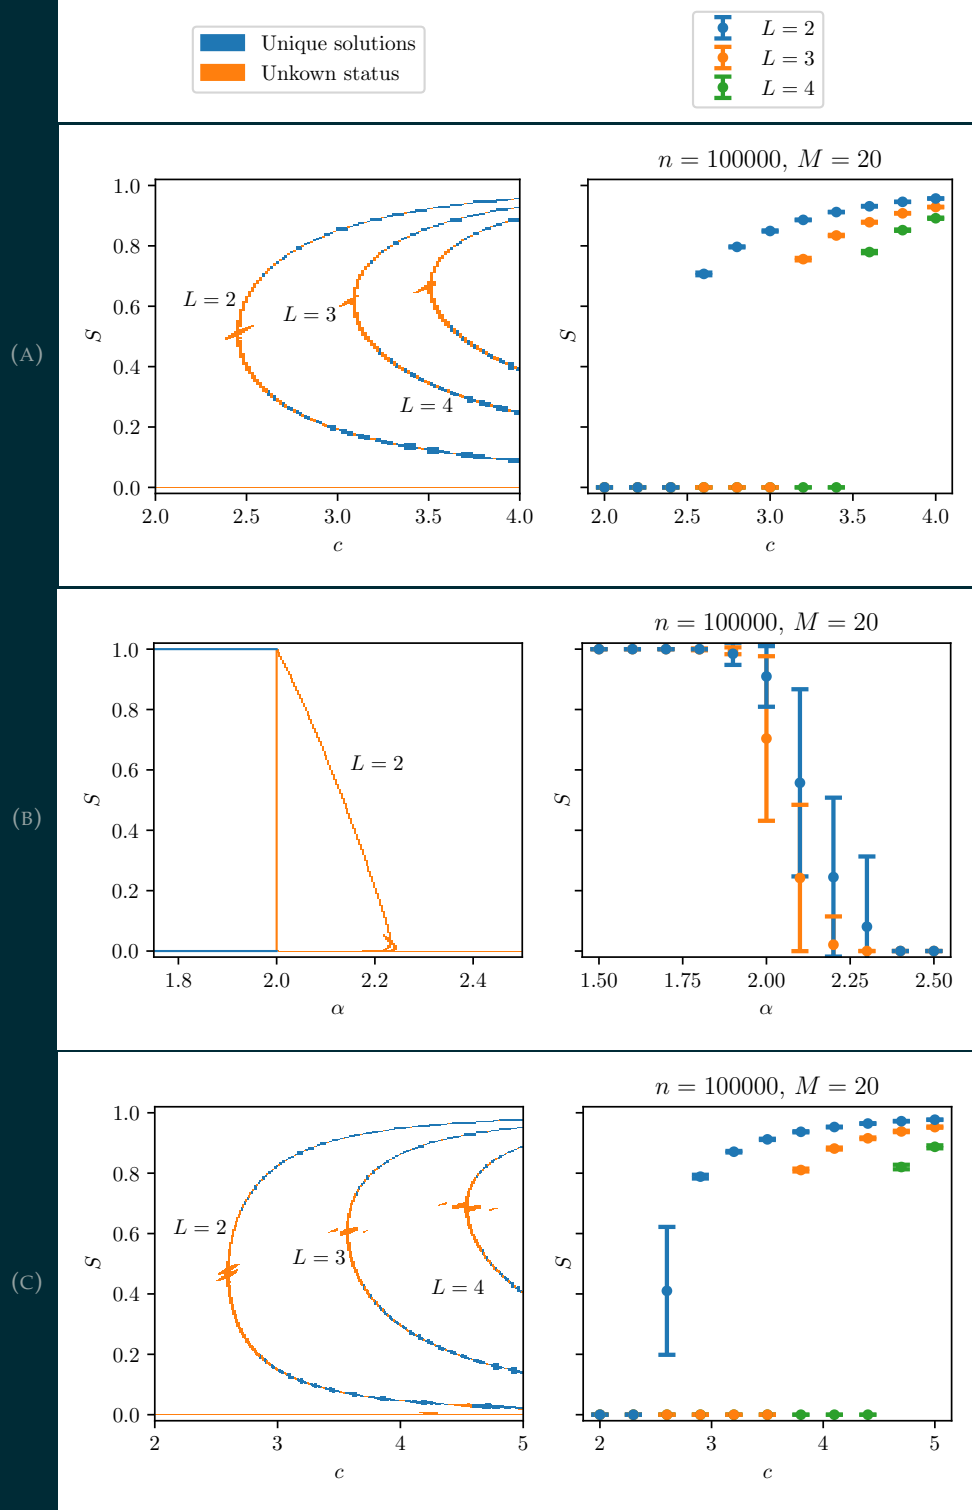 Unique solutions
Unkown status
L = 2
L = 3
L = 4
(A)
1.0
0.8
0.6
0.4
0.2
0.0
S
L = 2
L = 3
L = 4
2.0 2.5 3.0 3.5 4.0
c
n = 100000, M = 20
S
2.0 2.5 3.0 3.5 4.0
c
(B)
1.0
0.8
0.6
0.4
0.2
0.0
S
L = 2
1.8 2.0 2.2 2.4
α
n = 100000, M = 20
S
1.50 1.75 2.00 2.25 2.50
α
(C)
1.0
0.8
0.6
0.4
0.2
0.0
S
L = 2
L = 3
L = 4
2 3 4 5
c
n = 100000, M = 20
S
2 3 4 5
c